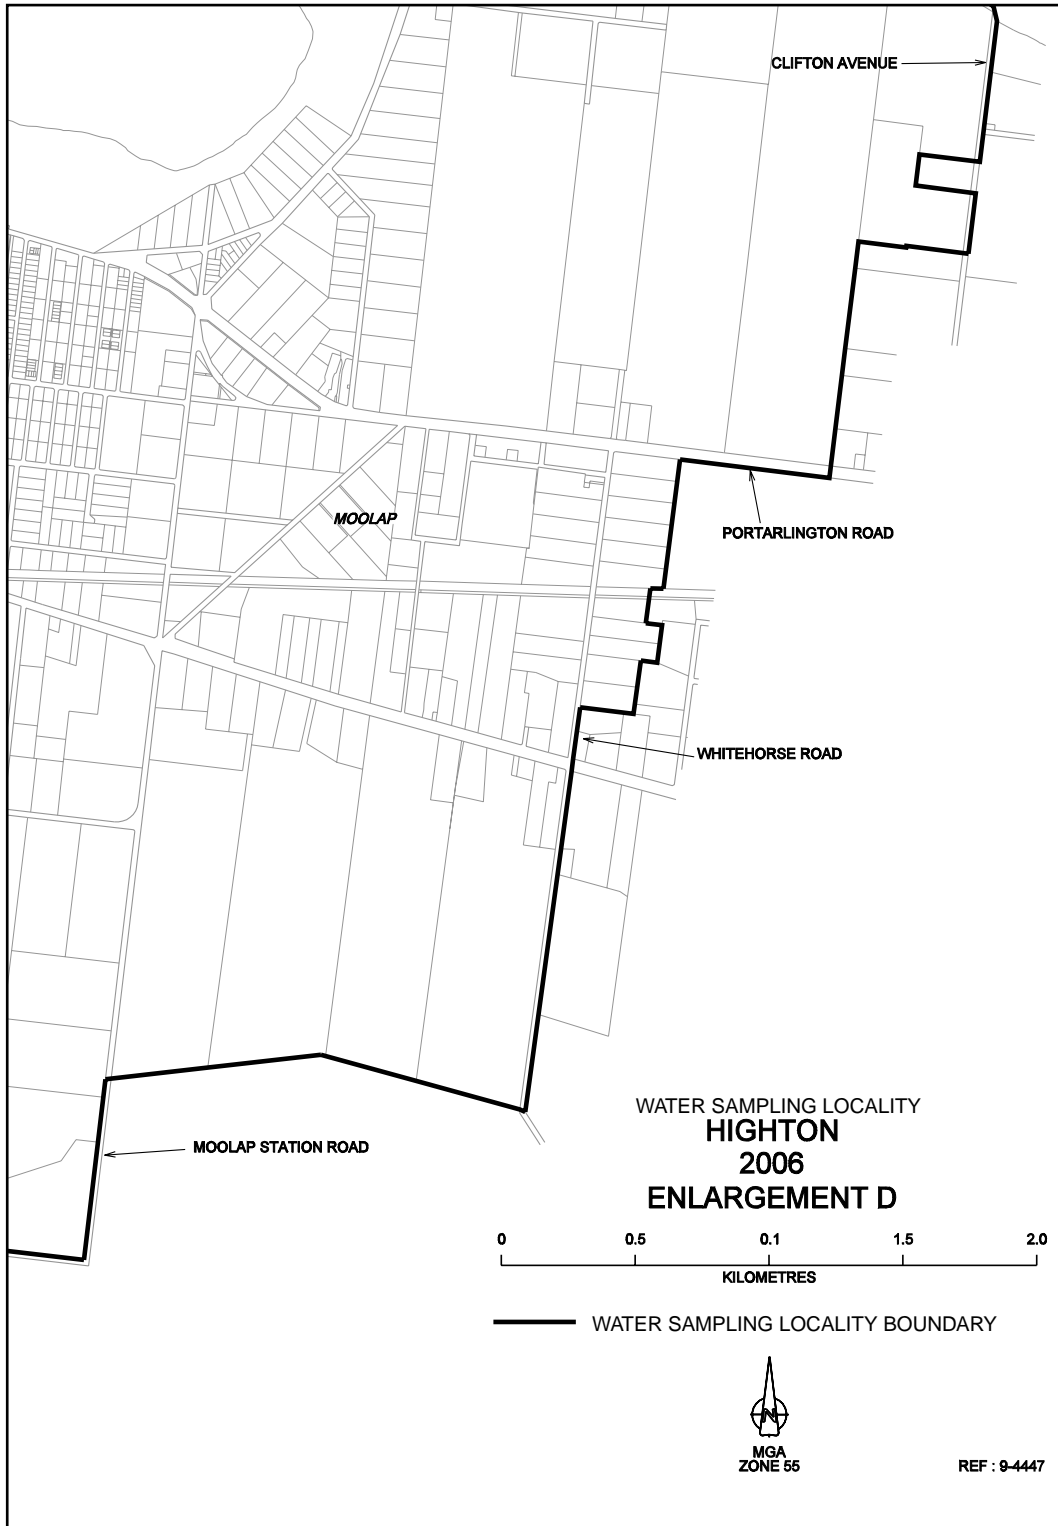 CLIFTON AVENUE
MOOLAP
PORTARLINGTON ROAD
WHITEHORSE ROAD
MOOLAP STATION ROAD
WATER SAMPLING LOCALITY
HIGHTON
2006
ENLARGEMENT D
0 0.5 0.1 1.5 2.0
KILOMETRES
WATER SAMPLING LOCALITY BOUNDARY
N
MGA
ZONE 55
REF : 9-4447